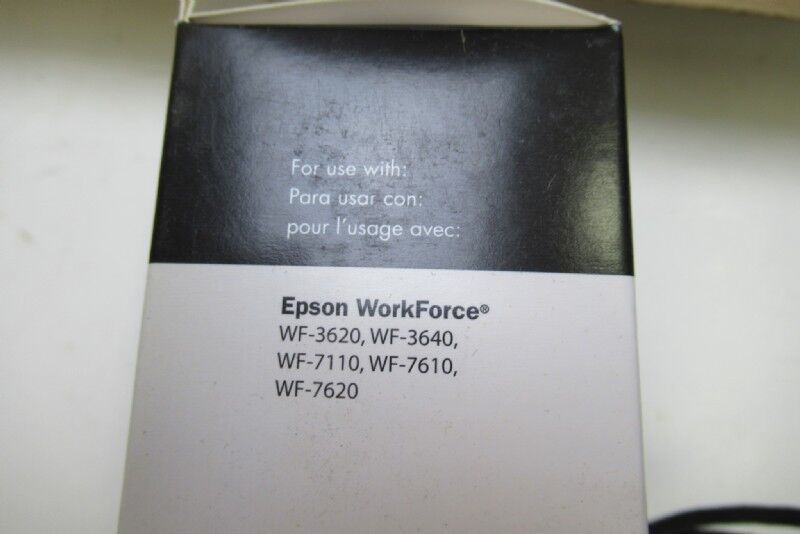 For use with:
Para usar con:
pour l'usage avec:
Epson WorkForce®
WF-3620, WF-3640,
WF-7110, WF-7610,
WF-7620